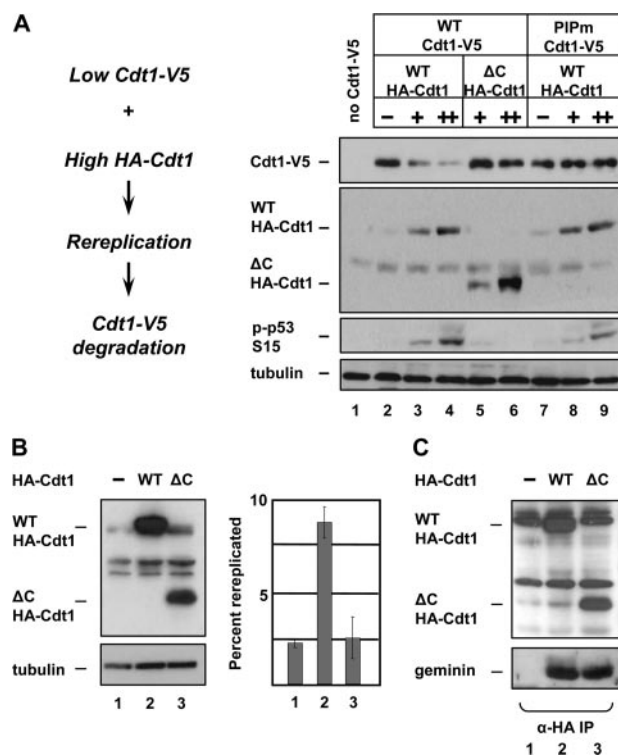 A
Low Cdt1-V5
+
High HA-Cdt1
Rereplication
Cdt1-V5
degradation
no Cdt1-V5
WT
Cdt1-V5
PIPm
Cdt1-V5
WT
HA-Cdt1
ΔC
HA-Cdt1
WT
HA-Cdt1
– + ++ + ++ – + ++
Cdt1-V5 –
WT
HA-Cdt1 –
ΔC
HA-Cdt1 –
p-p53
S15 –
tubulin –
1 2 3 4 5 6 7 8 9
B
HA-Cdt1 – WT ΔC
WT –
HA-Cdt1
ΔC –
HA-Cdt1
tubulin –
1 2 3
Percent rereplicated
10
5
0
1 2 3
C
HA-Cdt1 – WT ΔC
WT –
HA-Cdt1
ΔC –
HA-Cdt1
geminin –
α-HA IP
1 2 3